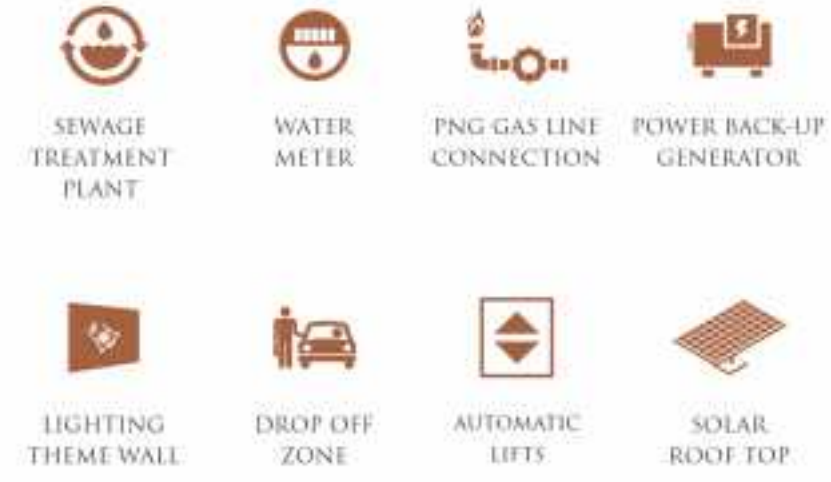 SEWAGE
TREATMENT
PLANT
WATER
METER
PNG GAS LINE
CONNECTION
POWER BACK-UP
GENERATOR
LIGHTING
THEME WALL
DROP OFF
ZONE
AUTOMATIC
LIFTS
SOLAR
ROOF TOP